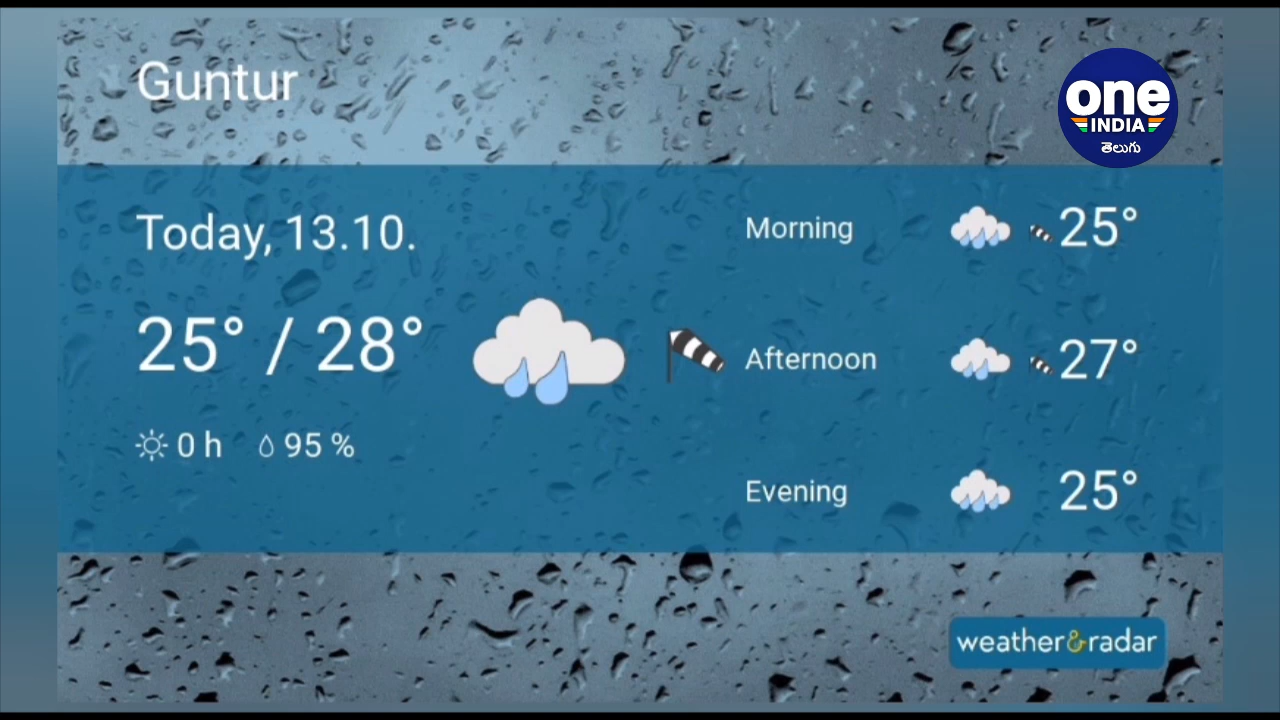 Guntur
one
INDIA
తెలుగు
Today, 13.10.
25° / 28°
0 h 95 %
Morning 25°
Afternoon 27°
Evening 25°
weather&radar